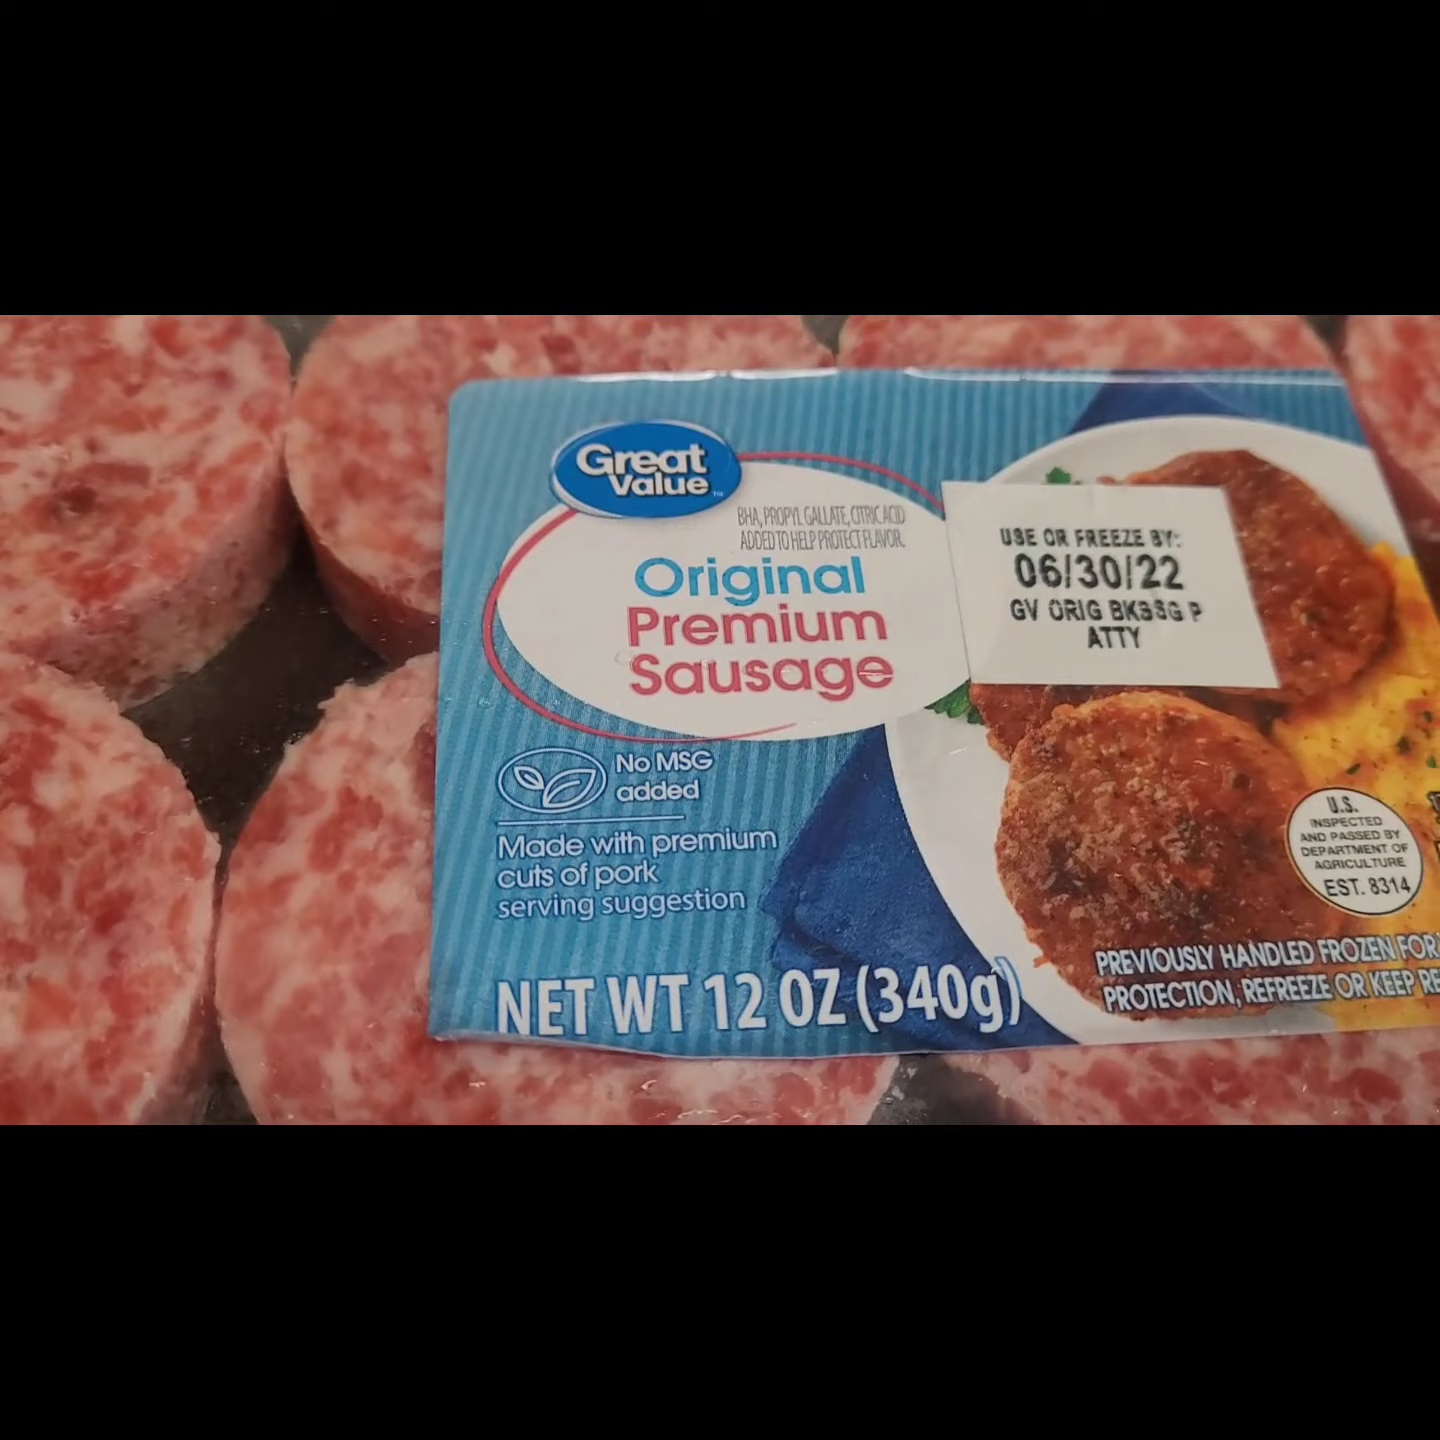 Great
Value™
BHA, PROPYL GALLATE, CITRIC ACID
ADDED TO HELP PROTECT FLAVOR.
Original
Premium
Sausage
USE OR FREEZE BY:
06/30/22
GV ORIG BKSSG P
ATTY
No MSG
added
Made with premium
cuts of pork
serving suggestion
NET WT 12 OZ (340g)
U.S.
INSPECTED
AND PASSED BY
DEPARTMENT OF
AGRICULTURE
EST. 8314
PREVIOUSLY HANDLED FROZEN FOR
PROTECTION, REFREEZE OR KEEP RE